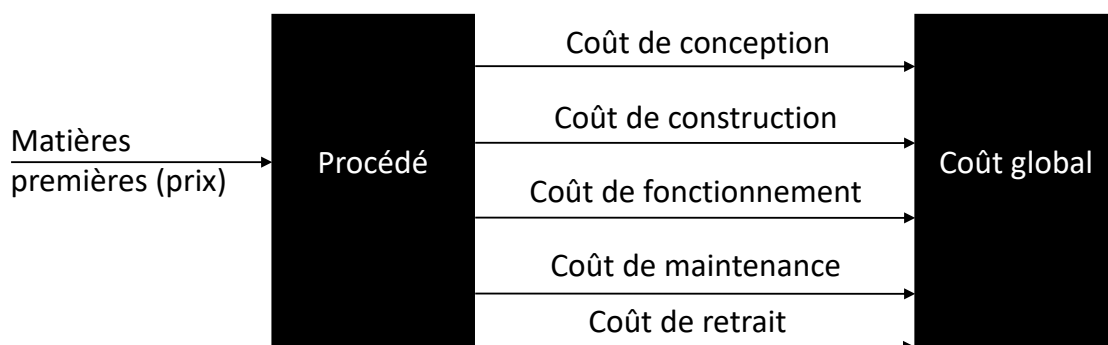 Coût de conception
Coût de construction
Matières
premières (prix)
Procédé
Coût global
Coût de fonctionnement
Coût de maintenance
Coût de retrait